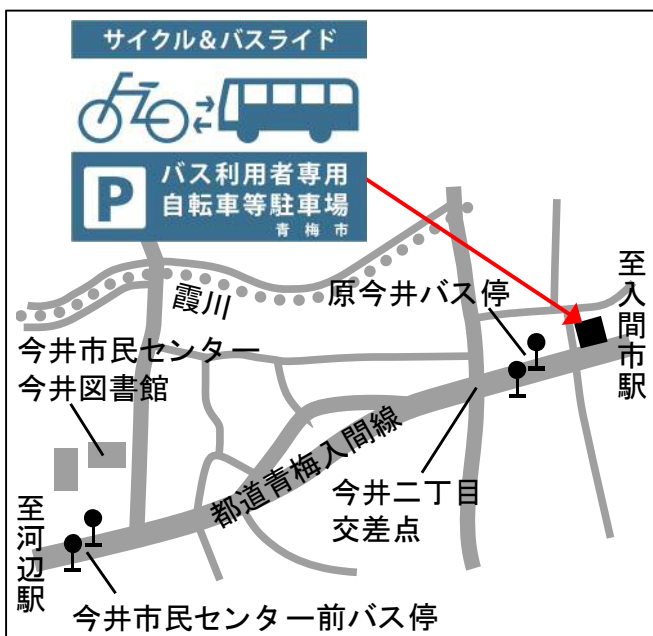 サイクル&バスライド
P
バス利用者専用
自転車等駐車場
青梅市
至入間市駅
霞川
原今井バス停
今井市民センター
今井図書館
都道青梅入間線
今井二丁目
交差点
至河辺駅
今井市民センター前バス停